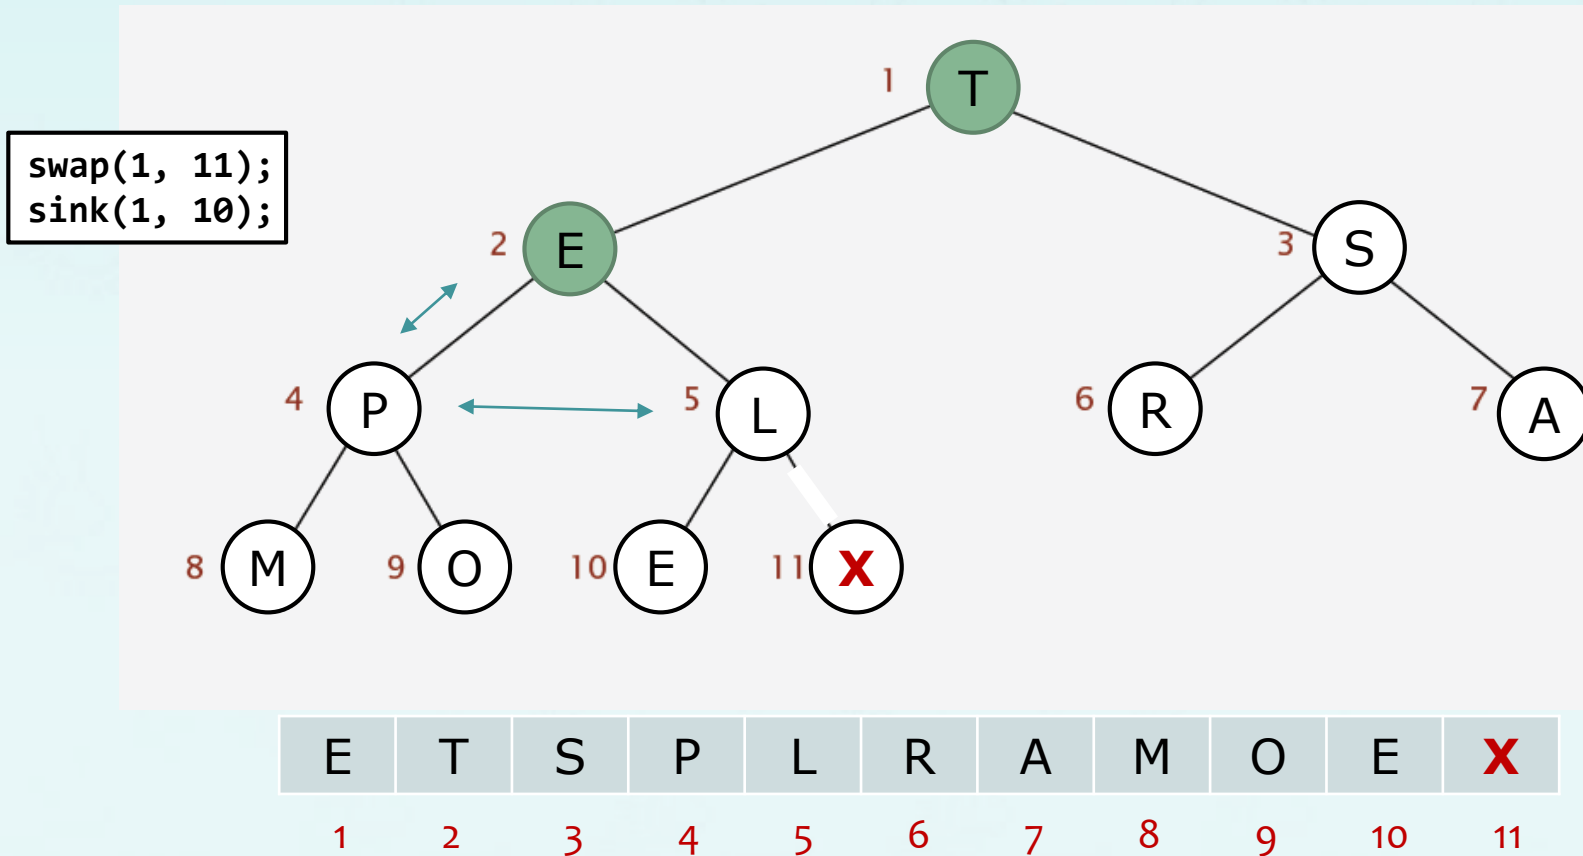 1 T
swap(1, 11);
sink(1, 10);
2 E 3 S
4 P 5 L 6 R 7 A
8 M 9 O 10 E 11 X
E T S P L R A M O E X
1 2 3 4 5 6 7 8 9 10 11